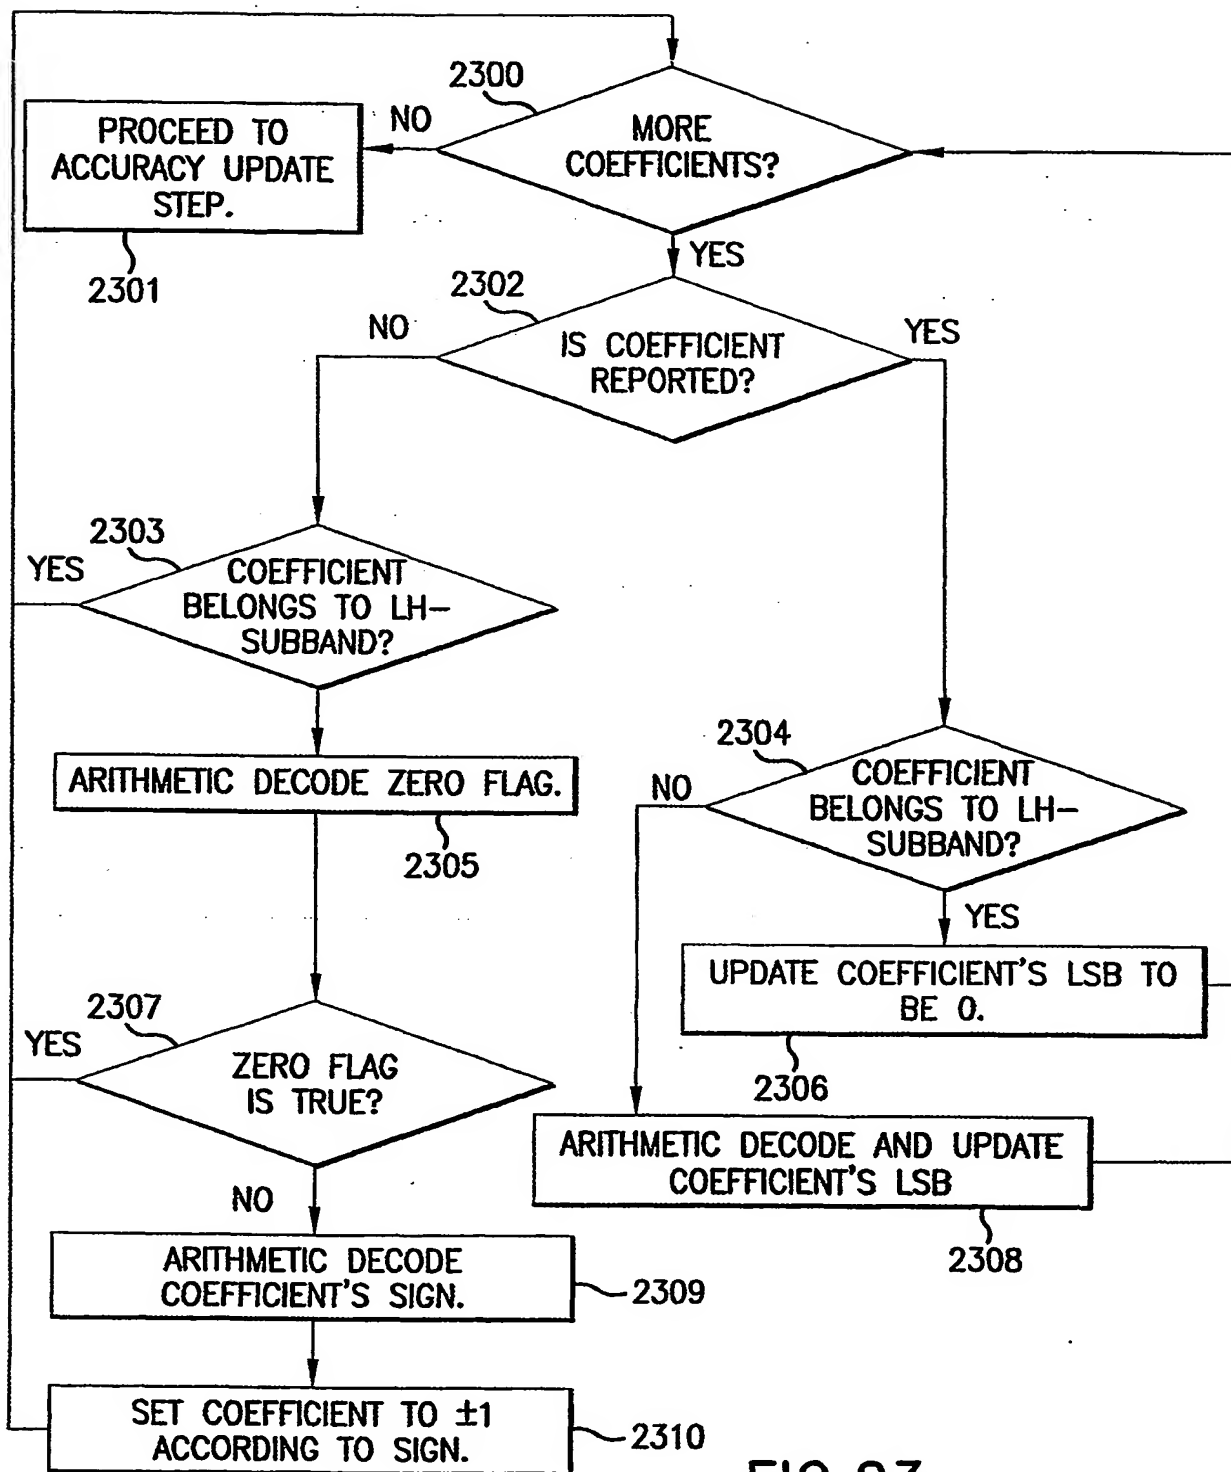 2300
MORE
COEFFICIENTS?
NO
PROCEED TO
ACCURACY UPDATE
STEP.
2301
YES
2302
IS COEFFICIENT
REPORTED?
NO
YES
2303
COEFFICIENT
BELONGS TO LH-
SUBBAND?
YES
ARITHMETIC DECODE ZERO FLAG.
2305
2304
COEFFICIENT
BELONGS TO LH-
SUBBAND?
NO
YES
UPDATE COEFFICIENT'S LSB TO
BE 0.
2306
2307
ZERO FLAG
IS TRUE?
YES
NO
ARITHMETIC DECODE AND UPDATE
COEFFICIENT'S LSB
2308
ARITHMETIC DECODE
COEFFICIENT'S SIGN.
2309
SET COEFFICIENT TO ±1
ACCORDING TO SIGN.
2310